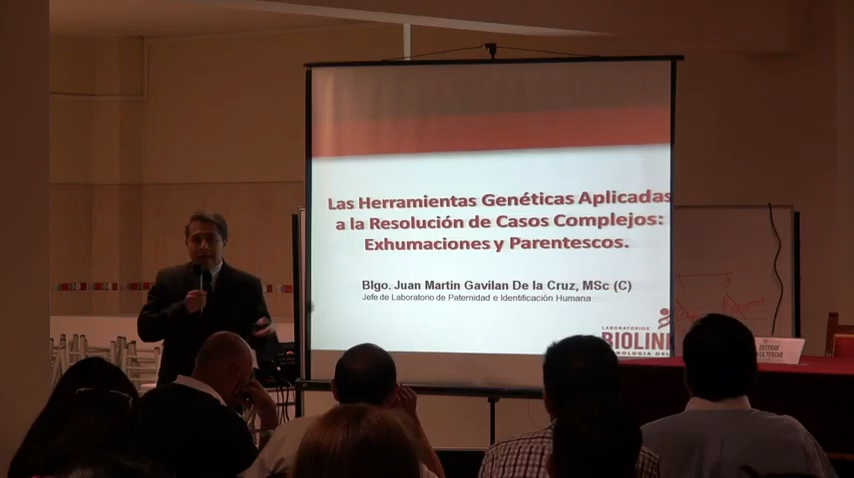 Las Herramientas Genéticas Aplicadas
a la Resolución de Casos Complejos:
Exhumaciones y Parentescos.
Blgo. Juan Martin Gavilan De la Cruz, MSc (C)
Jefe de Laboratorio de Paternidad e Identificación Humana
LABORATORIOS
BIOLIN